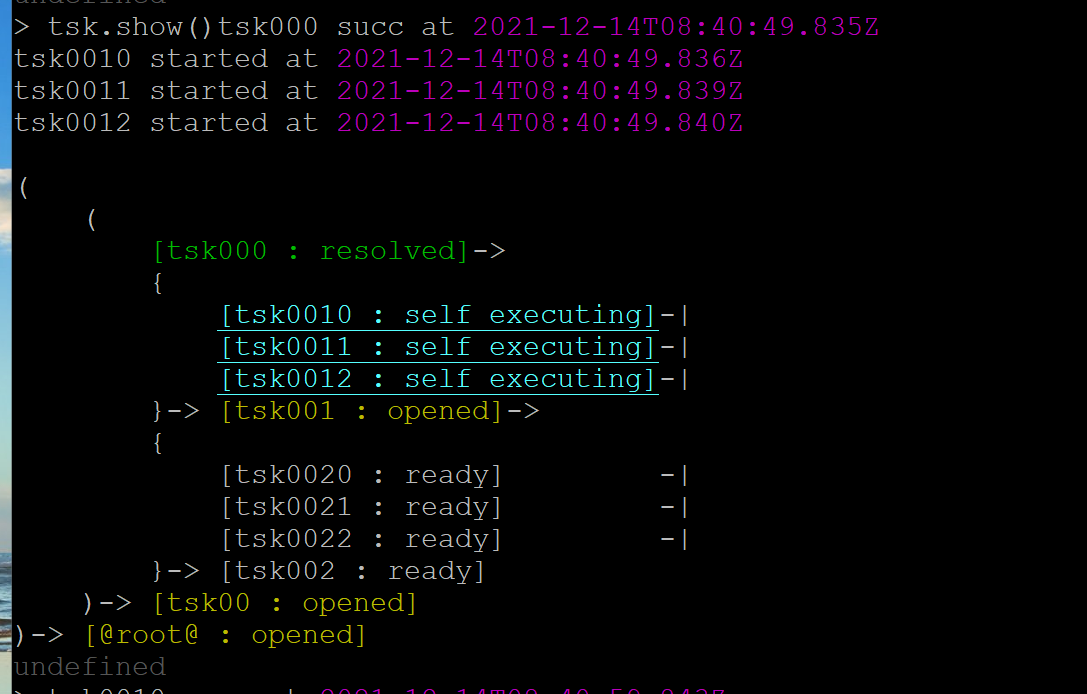 undefined
> tsk.show()tsk000 succ at 2021-12-14T08:40:49.835Z
tsk0010 started at 2021-12-14T08:40:49.836Z
tsk0011 started at 2021-12-14T08:40:49.839Z
tsk0012 started at 2021-12-14T08:40:49.840Z
(
(
[tsk000 : resolved]->
{
[tsk0010 : self executing]-|
[tsk0011 : self executing]-|
[tsk0012 : self executing]-|
}-> [tsk001 : opened]->
{
[tsk0020 : ready] -|
[tsk0021 : ready] -|
[tsk0022 : ready] -|
}-> [tsk002 : ready]
)-> [tsk00 : opened]
)-> [@root@ : opened]
undefined